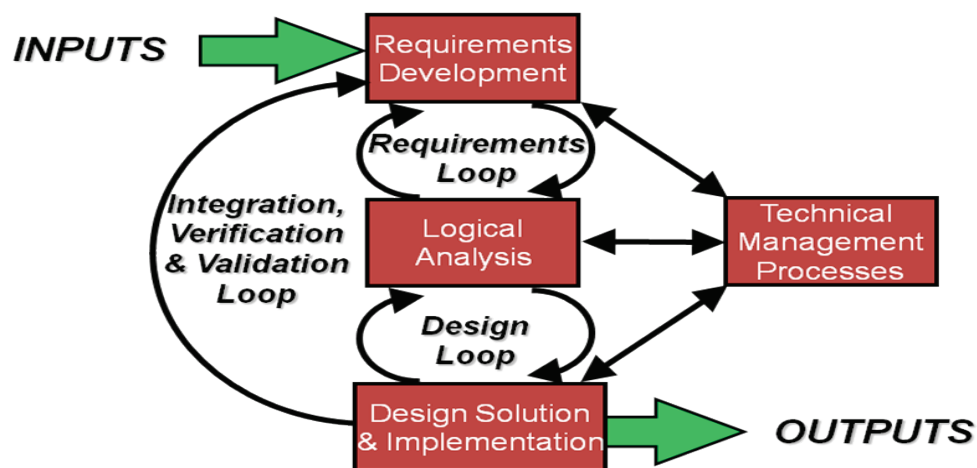 INPUTS
Requirements
Development
Requirements
Loop
Integration,
Verification
& Validation
Loop
Logical
Analysis
Technical
Management
Processes
Design
Loop
Design Solution
& Implementation
OUTPUTS